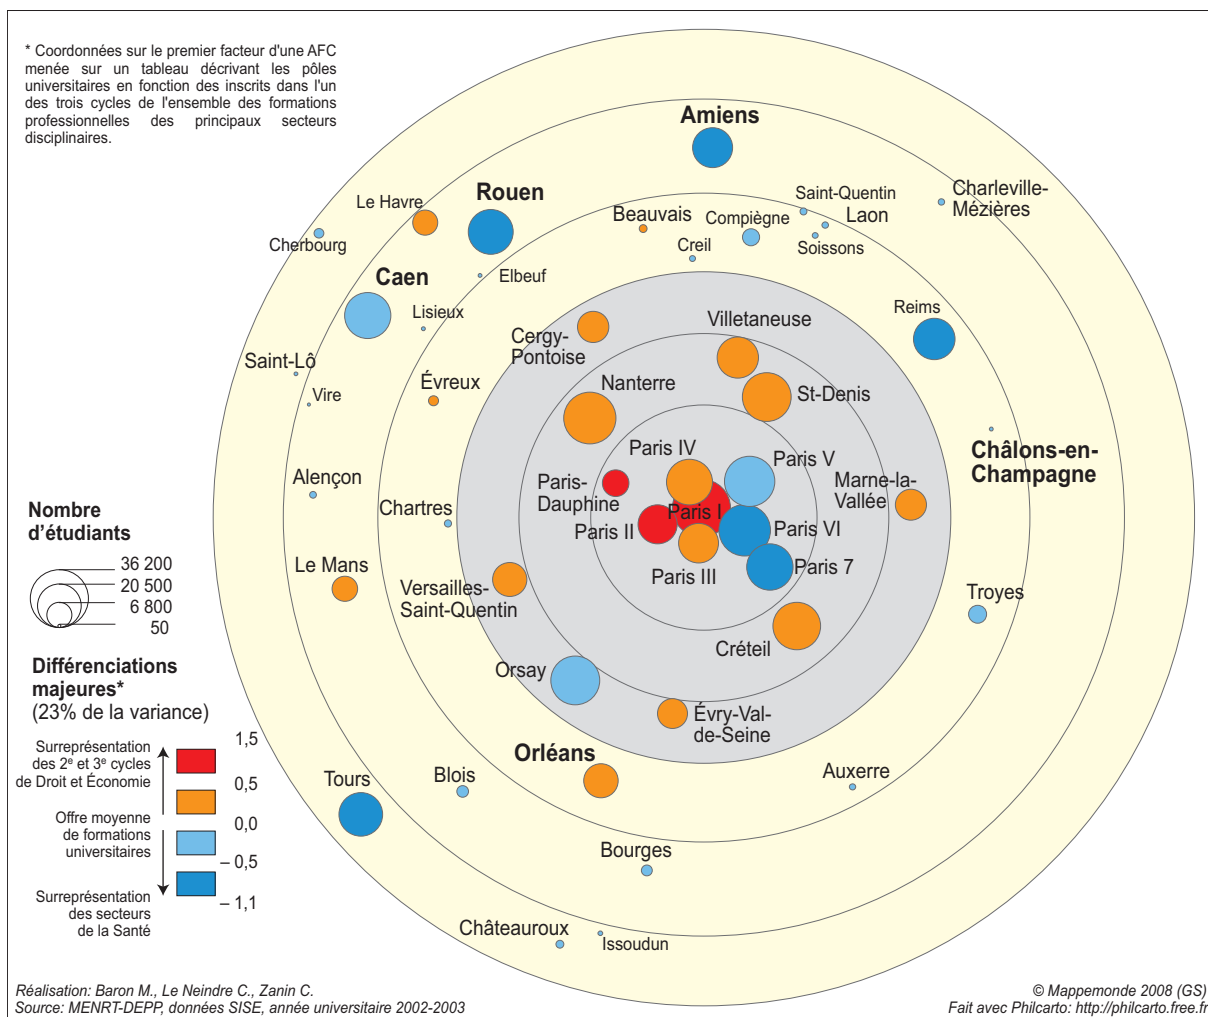 * Coordonnées sur le premier facteur d'une AFC
menée sur un tableau décrivant les pôles
universitaires en fonction des inscrits dans l'un
des trois cycles de l'ensemble des formations
professionnelles des principaux secteurs
disciplinaires.
Amiens
Rouen
Le Havre
Cherbourg
Beauvais
Compiègne
Saint-Quentin
Laon
Soissons
Charleville-
Mézières
Creil
Elbeuf
Caen
Lisieux
Saint-Lô
Vire
Évreux
Cergy-
Pontoise
Villetaneuse
Reims
Nanterre
St-Denis
Châlons-en-
Champagne
Paris IV
Paris V
Paris-
Dauphine
Paris I
Marne-la-
Vallée
Paris II
Paris VI
Paris III
Paris 7
Alençon
Chartres
Le Mans
Versailles-
Saint-Quentin
Troyes
Créteil
Orsay
Évry-Val-
de-Seine
Orléans
Tours
Blois
Auxerre
Bourges
Châteauroux
Issoudun
Nombre
d'étudiants
36 200
20 500
6 800
50
Différenciations
majeures*
(23% de la variance)
Surreprésentation
des 2e et 3e cycles
de Droit et Économie
Offre moyenne
de formations
universitaires
Surreprésentation
des secteurs
de la Santé
1,5
0,5
0,0
– 0,5
– 1,1
Réalisation: Baron M., Le Neindre C., Zanin C.
Source: MENRT-DEPP, données SISE, année universitaire 2002-2003
© Mappemonde 2008 (GS)
Fait avec Philcarto: http://philcarto.free.fr